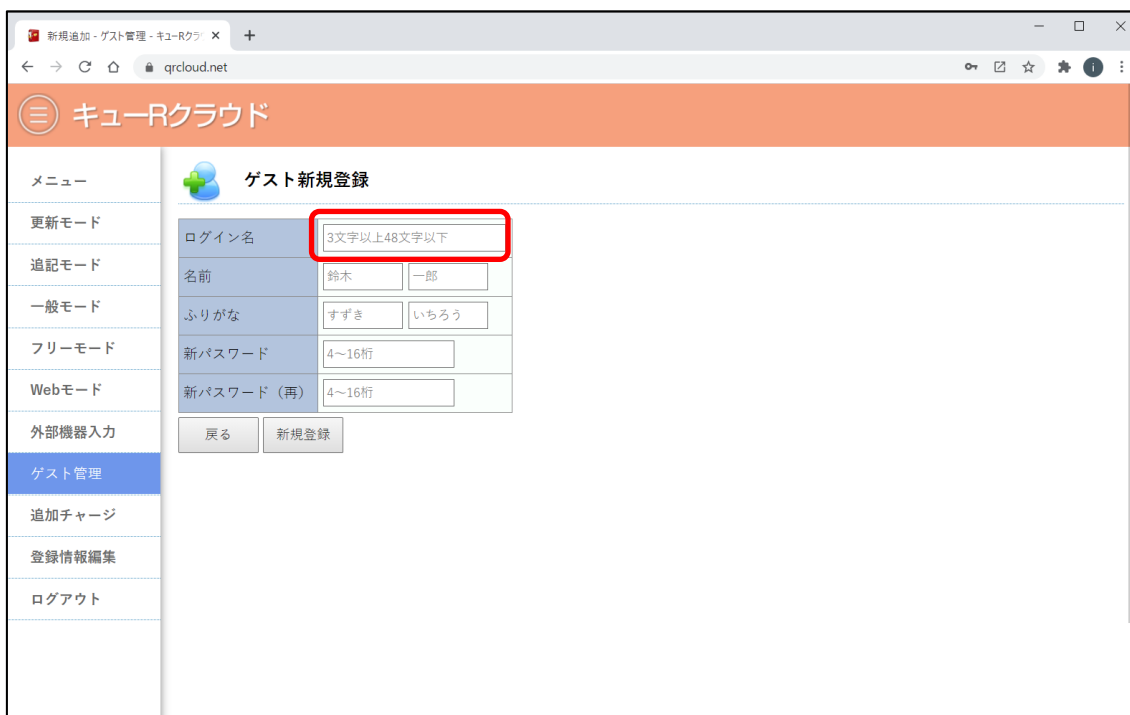 新規追加 - ゲスト管理 - キューRクラ
qrcloud.net
キューRクラウド
メニュー
更新モード
追記モード
一般モード
フリーモード
Webモード
外部機器入力
ゲスト管理
追加チャージ
登録情報編集
ログアウト
ゲスト新規登録
ログイン名 3文字以上48文字以下
名前 鈴木 一郎
ふりがな すずき いちろう
新パスワード 4～16桁
新パスワード（再） 4～16桁
戻る 新規登録